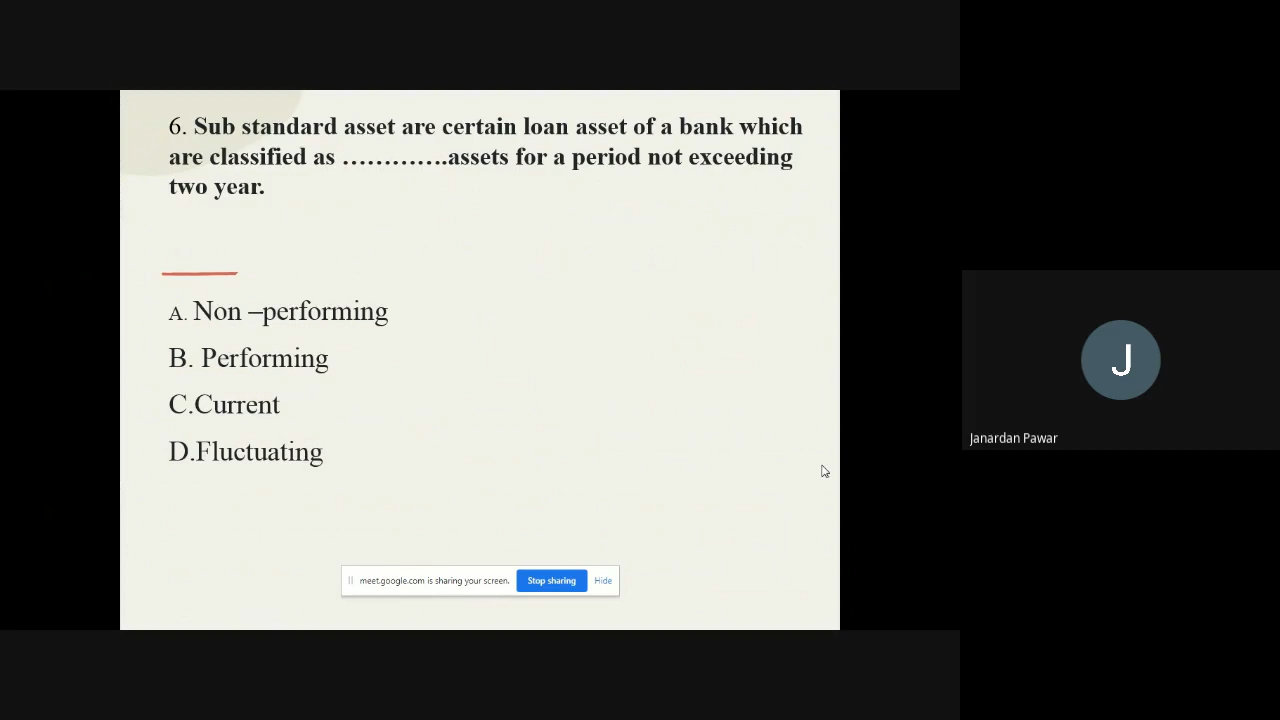 6. Sub standard asset are certain loan asset of a bank which
are classified as ………….assets for a period not exceeding
two year.
A. Non –performing
B. Performing
C.Current
D.Fluctuating
meet.google.com is sharing your screen. Stop sharing Hide
J
Janardan Pawar